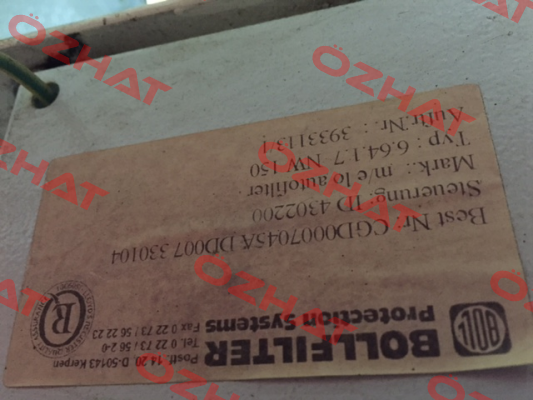 BOLL
BOLLFILTER
Protection Systems
Postf. 14 20, D-50143 Kerpen
Tel. 0 22 73 / 56 2-0
Fax 0 22 73 / 56 22 23
R
Best Nr: CGD0007045A DD007 330104
Steuerung: ID 4302200
Mark.: m/e lo autofilter
Typ : 6.64.1.7 NW 150
Auftr.Nr.: 3933113/1
OZHAT
OZHAT
OZHAT
OZHAT
OZHAT
OZHAT